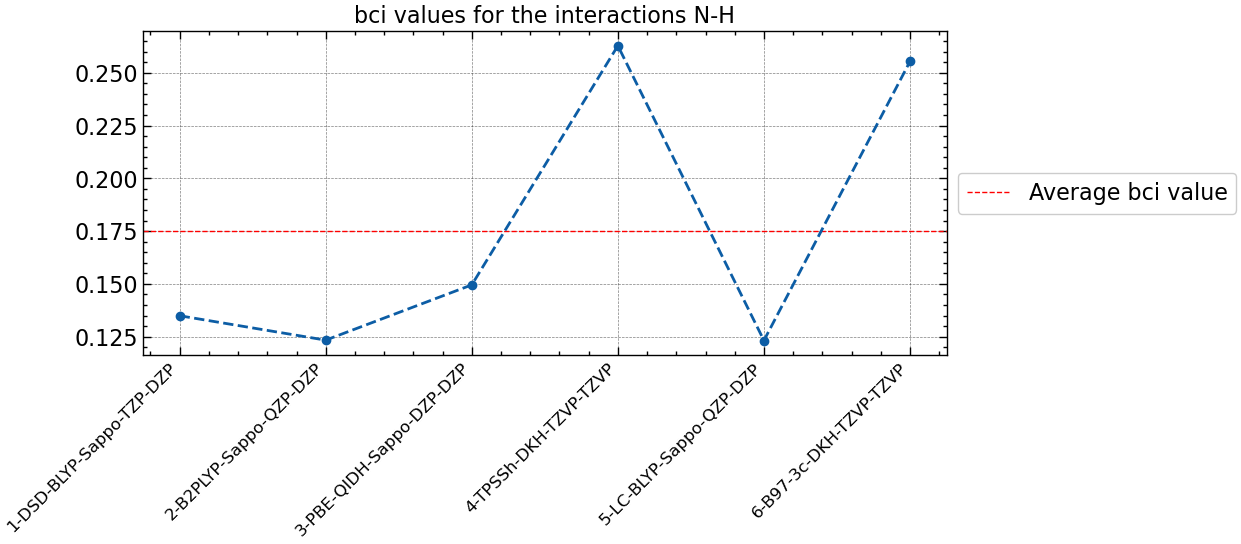 bci values for the interactions N-H
0.250
0.225
0.200
0.175
0.150
0.125
Average bci value
1-DSD-BLYP-Sappo-TZP-DZP
2-B2PLYP-Sappo-QZP-DZP
3-PBE-QIDH-Sappo-DZP-DZP
4-TPSSh-DKH-TZVP-TZVP
5-LC-BLYP-Sappo-QZP-DZP
6-B97-3c-DKH-TZVP-TZVP